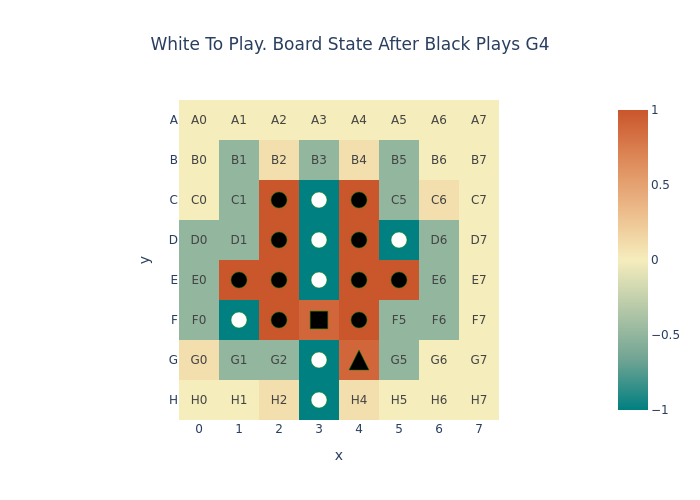 White To Play. Board State After Black Plays G4
A A0 A1 A2 A3 A4 A5 A6 A7
B B0 B1 B2 B3 B4 B5 B6 B7
C C0 C1 C5 C6 C7
D D0 D1 D6 D7
E E0 E6 E7
F F0 F5 F6 F7
G G0 G1 G2 G5 G6 G7
H H0 H1 H2 H4 H5 H6 H7
0 1 2 3 4 5 6 7
x
y
1
0.5
0
−0.5
−1